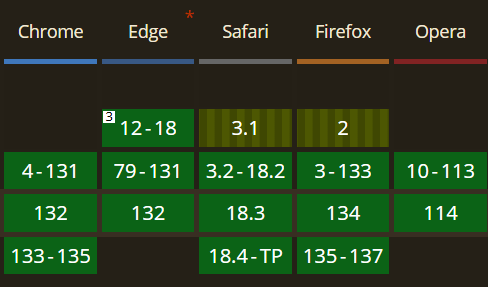 *
Chrome Edge Safari Firefox Opera
3
12-18 3.1 2
4-131 79-131 3.2-18.2 3-133 10-113
132 132 18.3 134 114
133-135 18.4-TP 135-137